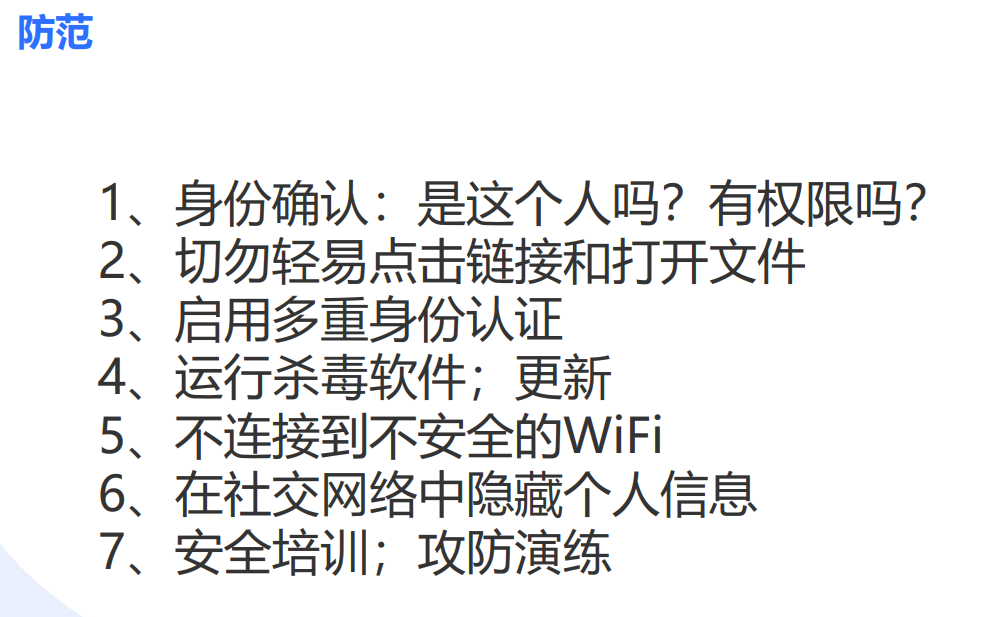 防范
1、身份确认：是这个人吗？有权限吗？
2、切勿轻易点击链接和打开文件
3、启用多重身份认证
4、运行杀毒软件；更新
5、不连接到不安全的WiFi
6、在社交网络中隐藏个人信息
7、安全培训；攻防演练